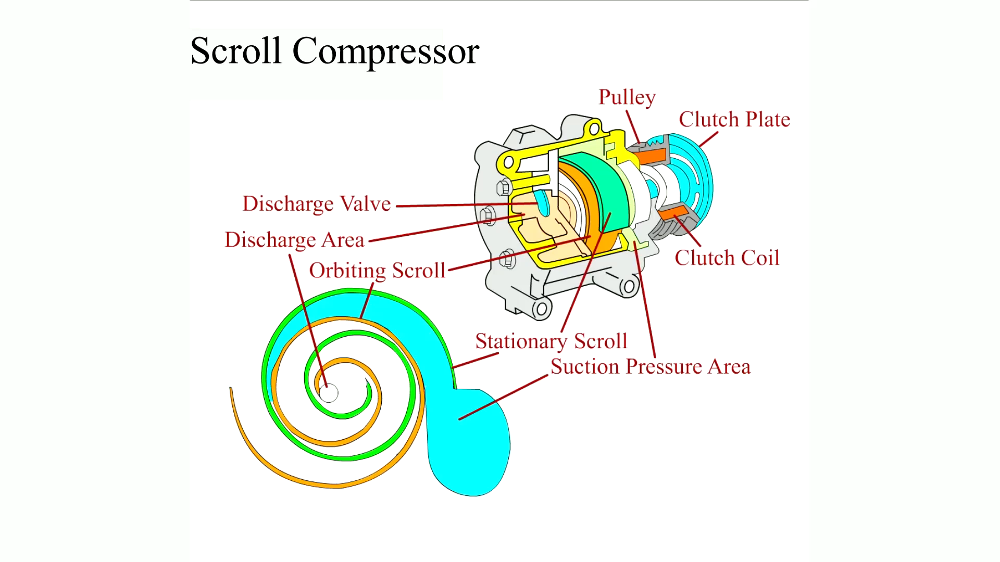 Scroll Compressor
Pulley
Clutch Plate
Discharge Valve
Discharge Area
Clutch Coil
Orbiting Scroll
Stationary Scroll
Suction Pressure Area